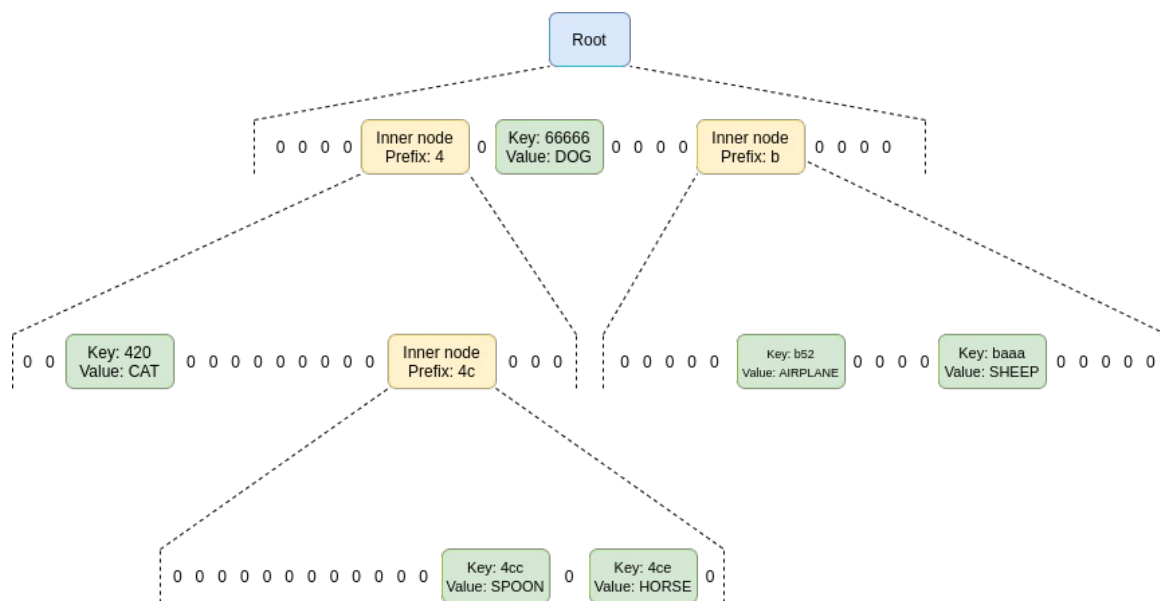 Root
0 0 0 0 Inner node Prefix: 4 0 Key: 66666 Value: DOG 0 0 0 0 Inner node Prefix: b 0 0 0 0
0 0 Key: 420 Value: CAT 0 0 0 0 0 0 0 0 0 Inner node Prefix: 4c 0 0 0
0 0 0 0 0 Key: b52 Value: AIRPLANE 0 0 0 0 Key: baaa Value: SHEEP 0 0 0 0 0
0 0 0 0 0 0 0 0 0 0 0 0 Key: 4cc Value: SPOON 0 Key: 4ce Value: HORSE 0